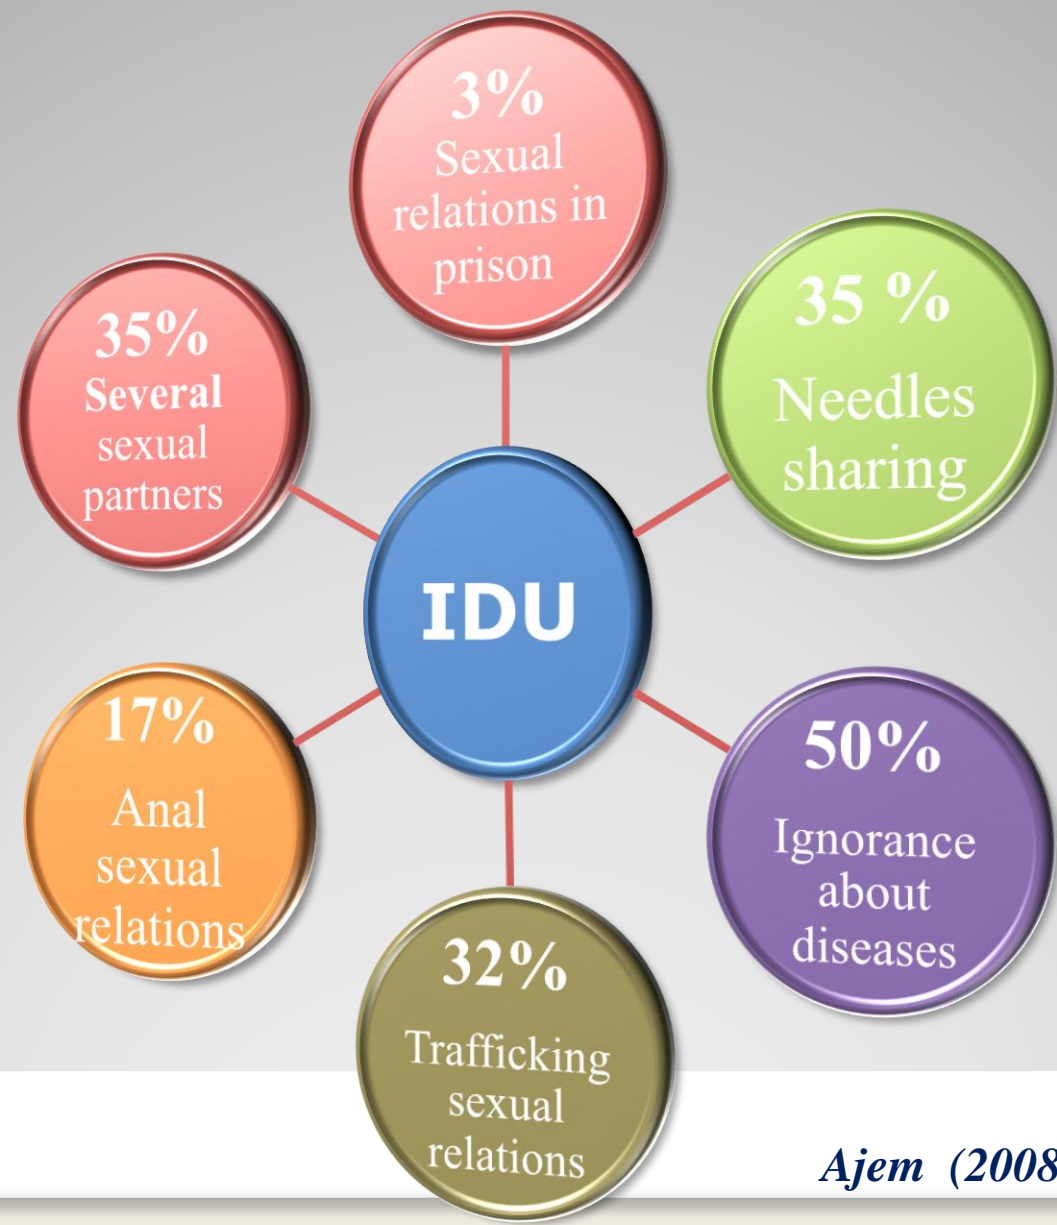 3%
Sexual
relations in
prison
35 %
Needles
sharing
50%
Ignorance
about
diseases
32%
Trafficking
sexual
relations
17%
Anal
sexual
relations
35%
Several
sexual
partners
IDU
Ajem (2008